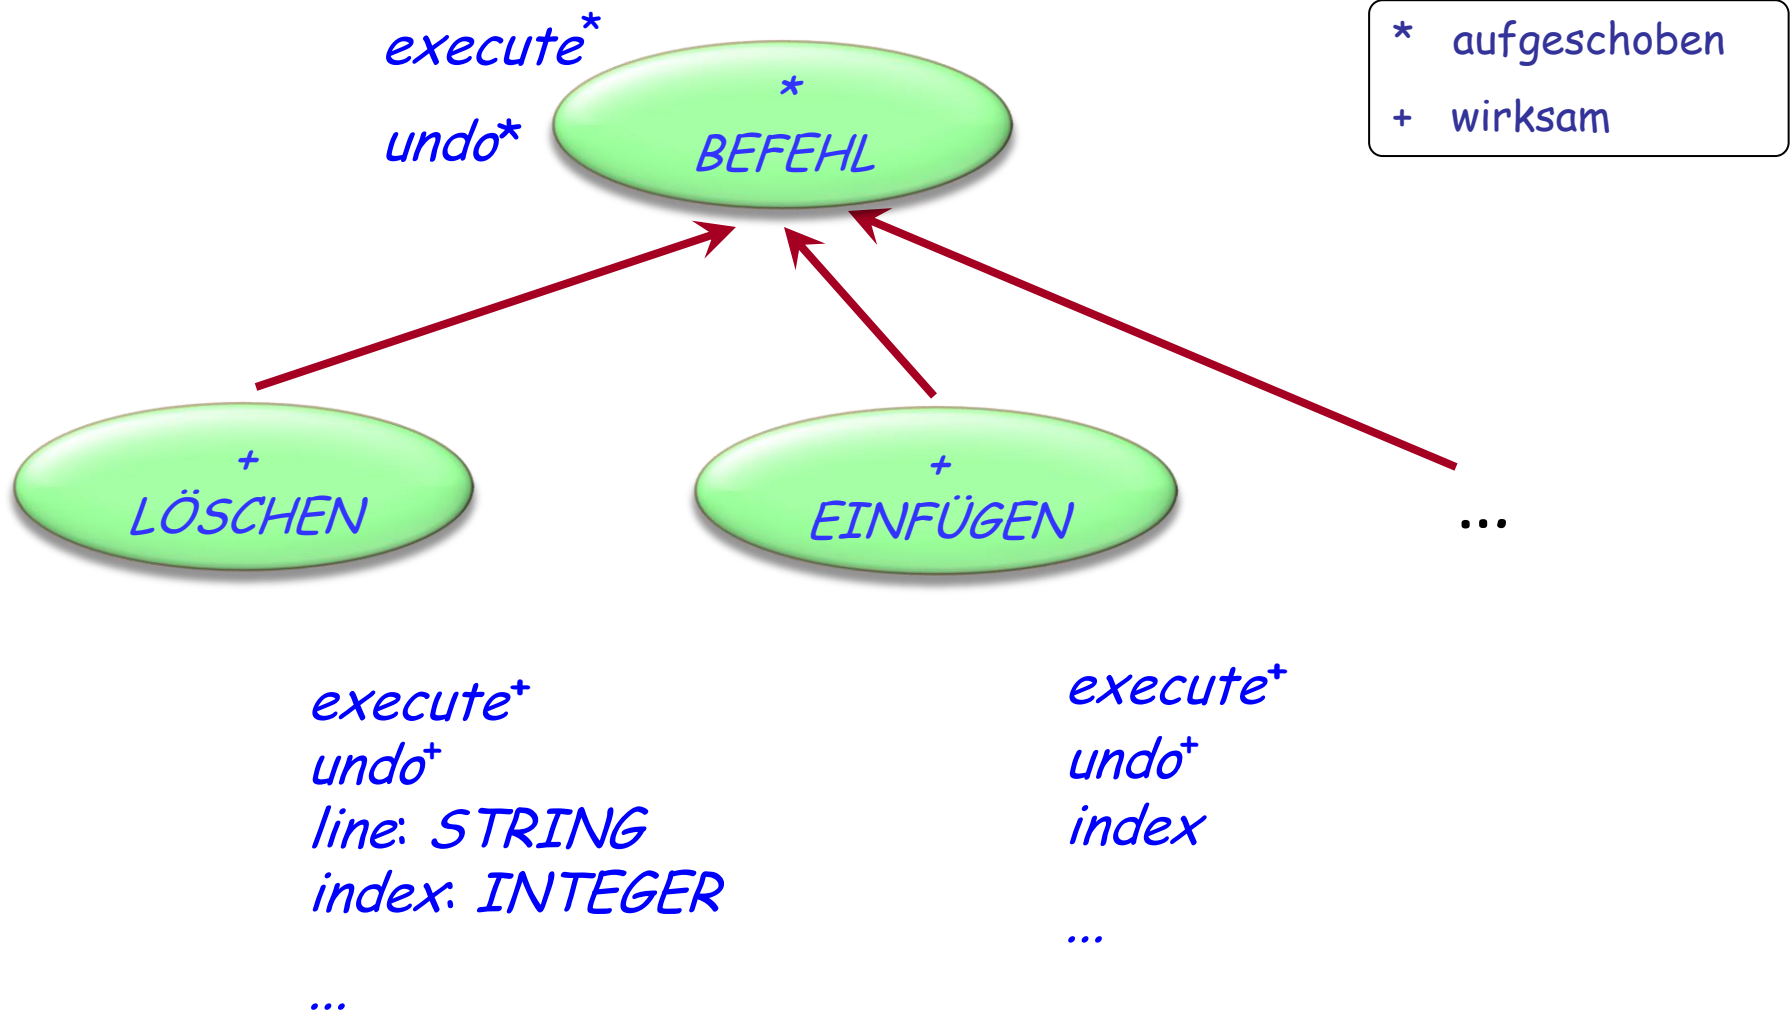 execute*
undo*
*
BEFEHL
* aufgeschoben
+ wirksam
+
LÖSCHEN
+
EINFÜGEN
...
execute+
undo+
line: STRING
index: INTEGER
...
execute+
undo+
index
...